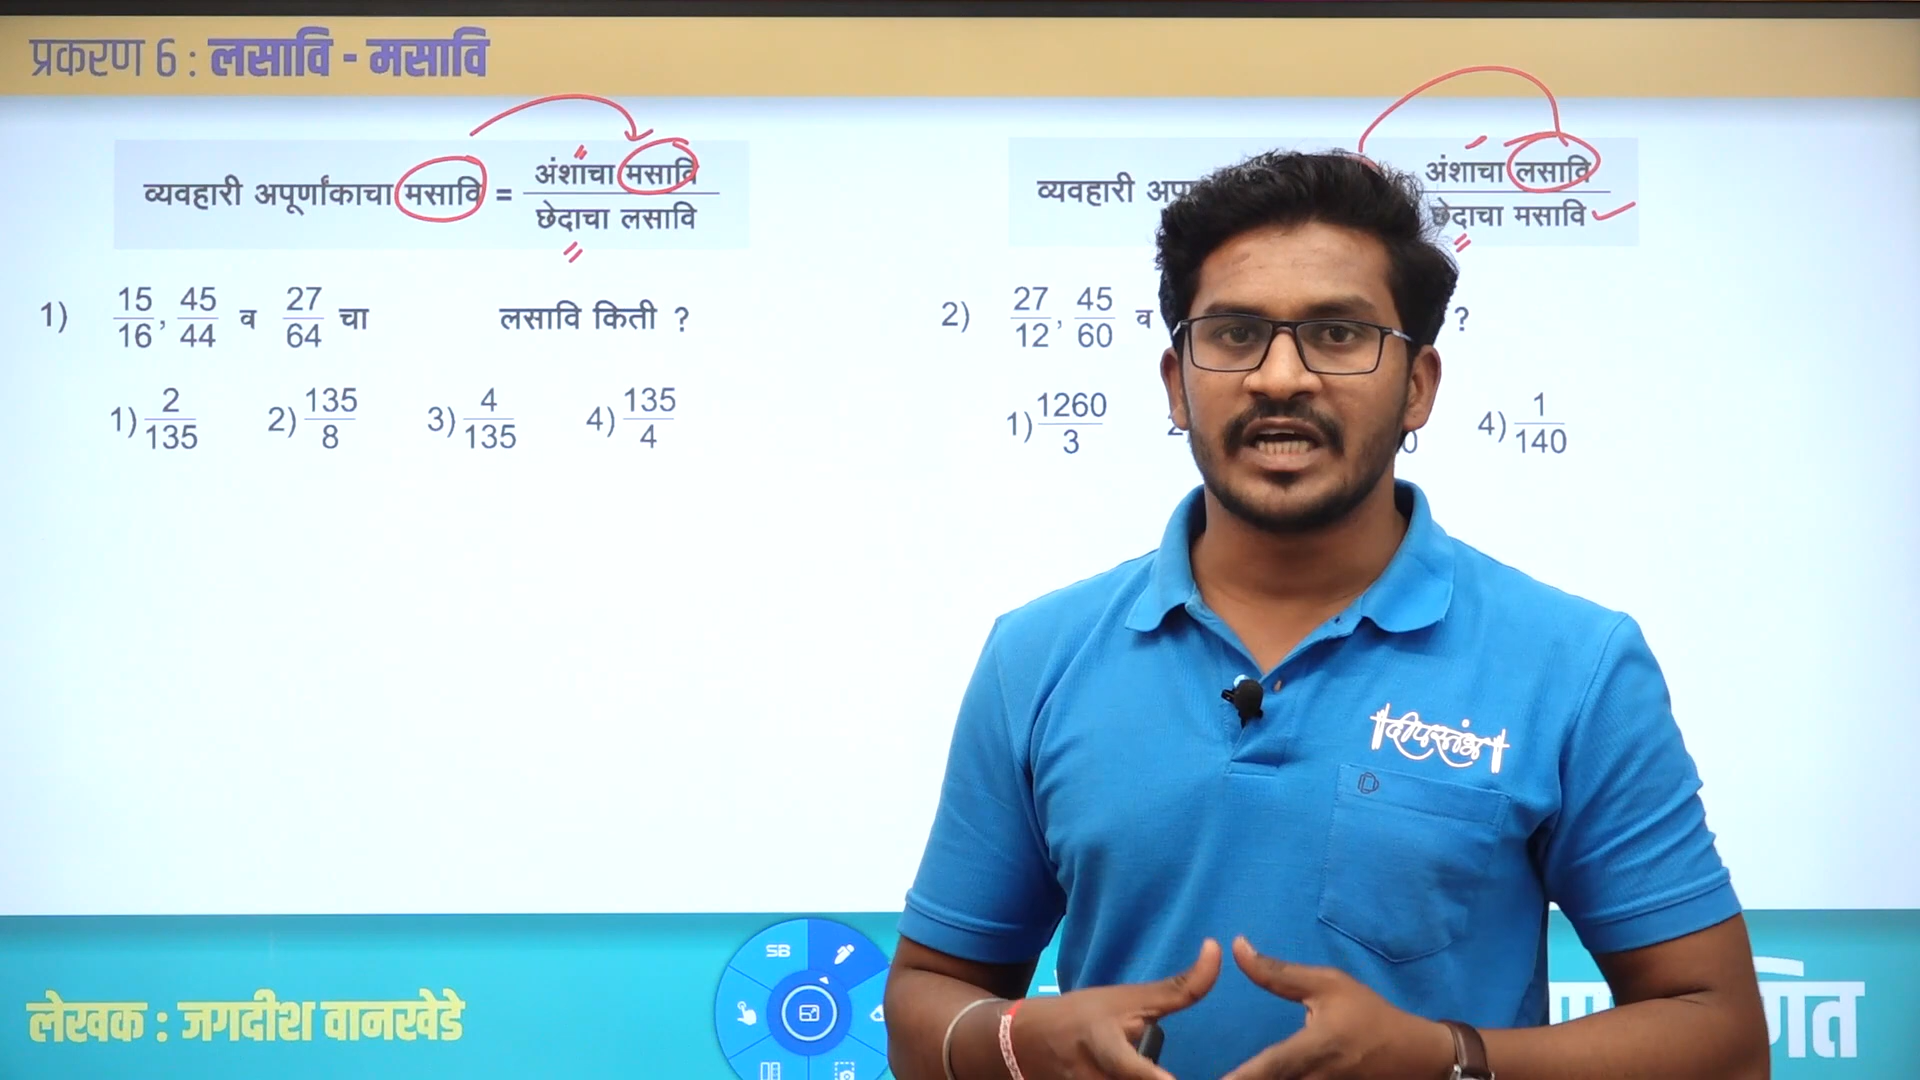 प्रकरण 6 : लसावि - मसावि
व्यवहारी अपूर्णांकाचा मसावि = अंशांचा मसावि / छेदाचा लसावि
व्यवहारी अंशाचा लसावि / छेदाचा मसावि
1) 15/16, 45/44 व 27/64 चा लसावि किती ?
1) 2/135 2) 135/8 3) 4/135 4) 135/4
2) 27/12, 45/60 व ?
1) 1260/3 4) 1/140
दीपस्तंभ
SB
लेखक : जगदीश वानखेडे